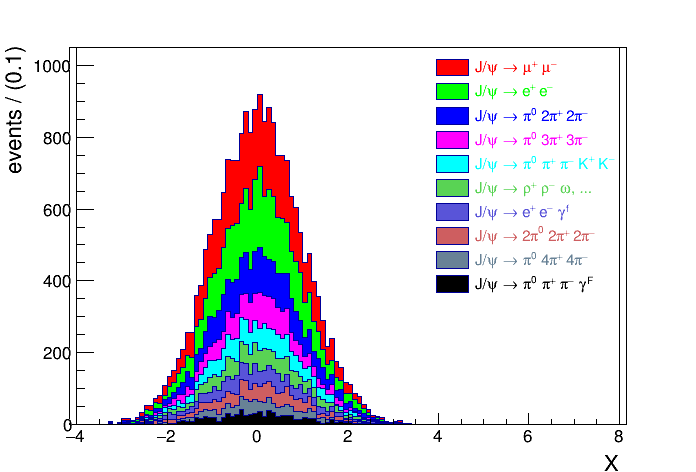 events / (0.1)
1000
800
600
400
200
0
−4 −2 0 2 4 6 8
X
J/ψ → μ⁺ μ⁻
J/ψ → e⁺ e⁻
J/ψ → π⁰ 2π⁺ 2π⁻
J/ψ → π⁰ 3π⁺ 3π⁻
J/ψ → π⁰ π⁺ π⁻ K⁺ K⁻
J/ψ → ρ⁺ ρ⁻ ω, ...
J/ψ → e⁺ e⁻ γᶠ
J/ψ → 2π⁰ 2π⁺ 2π⁻
J/ψ → π⁰ 4π⁺ 4π⁻
J/ψ → π⁰ π⁺ π⁻ γF